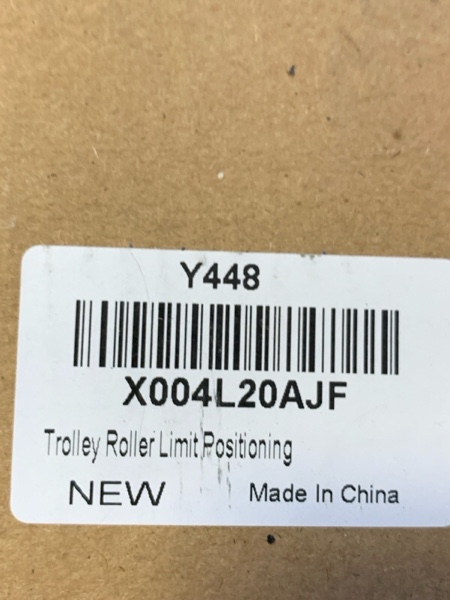 Y448
X004L20AJF
Trolley Roller Limit,Positioning
NEW Made In China